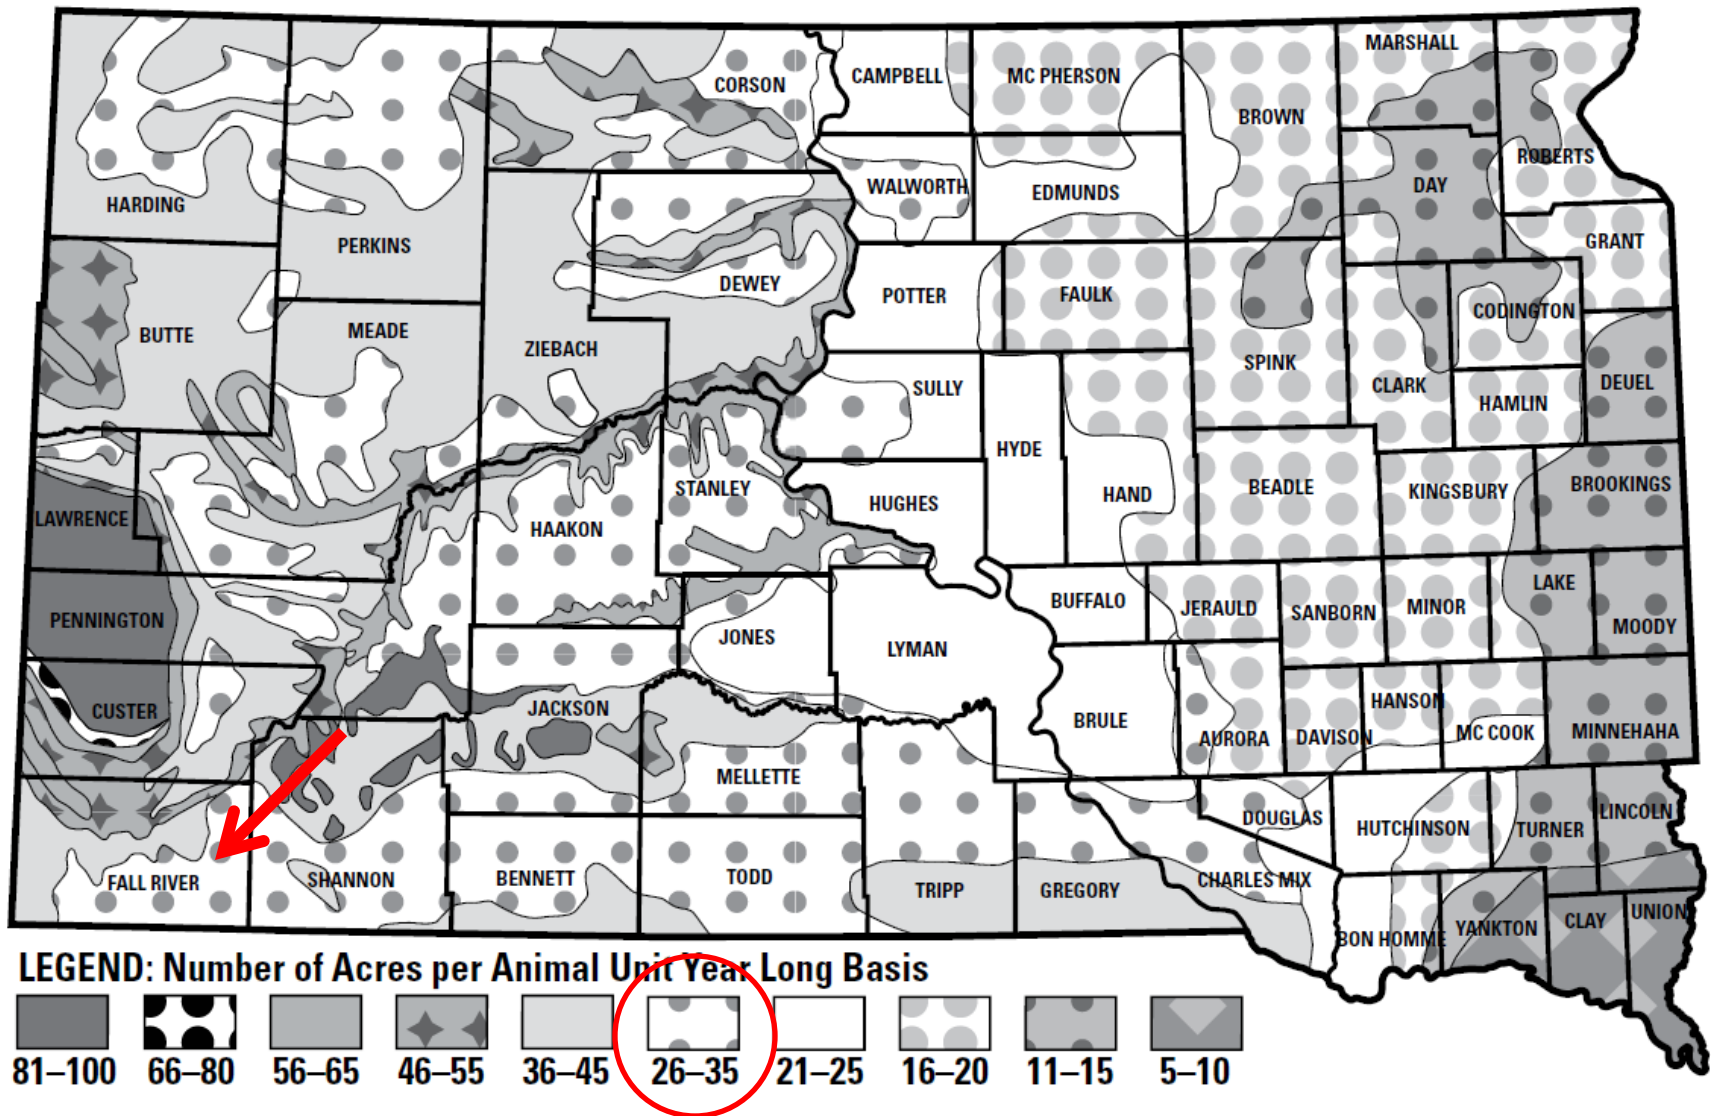 MARSHALL
CORSON
CAMPBELL
MC PHERSON
BROWN
ROBERTS
HARDING
WALWORTH
EDMUNDS
DAY
PERKINS
GRANT
DEWEY
POTTER
FAULK
CODINGTON
BUTTE
MEADE
ZIEBACH
SPINK
SULLY
CLARK
DEUEL
HAMLIN
HYDE
STANLEY
HUGHES
HAND
BEADLE
KINGSBURY
BROOKINGS
LAWRENCE
HAAKON
LAKE
PENNINGTON
BUFFALO
JERAULD
SANBORN
MINOR
MOODY
JONES
LYMAN
CUSTER
JACKSON
BRULE
AURORA
DAVISON
HANSON
MC COOK
MINNEHAHA
MELLETTE
DOUGLAS
HUTCHINSON
TURNER
LINCOLN
FALL RIVER
SHANNON
BENNETT
TODD
TRIPP
GREGORY
CHARLES MIX
BON HOMME
YANKTON
CLAY
UNION
LEGEND: Number of Acres per Animal Unit Year Long Basis
81–100 66–80 56–65 46–55 36–45 26–35 21–25 16–20 11–15 5–10